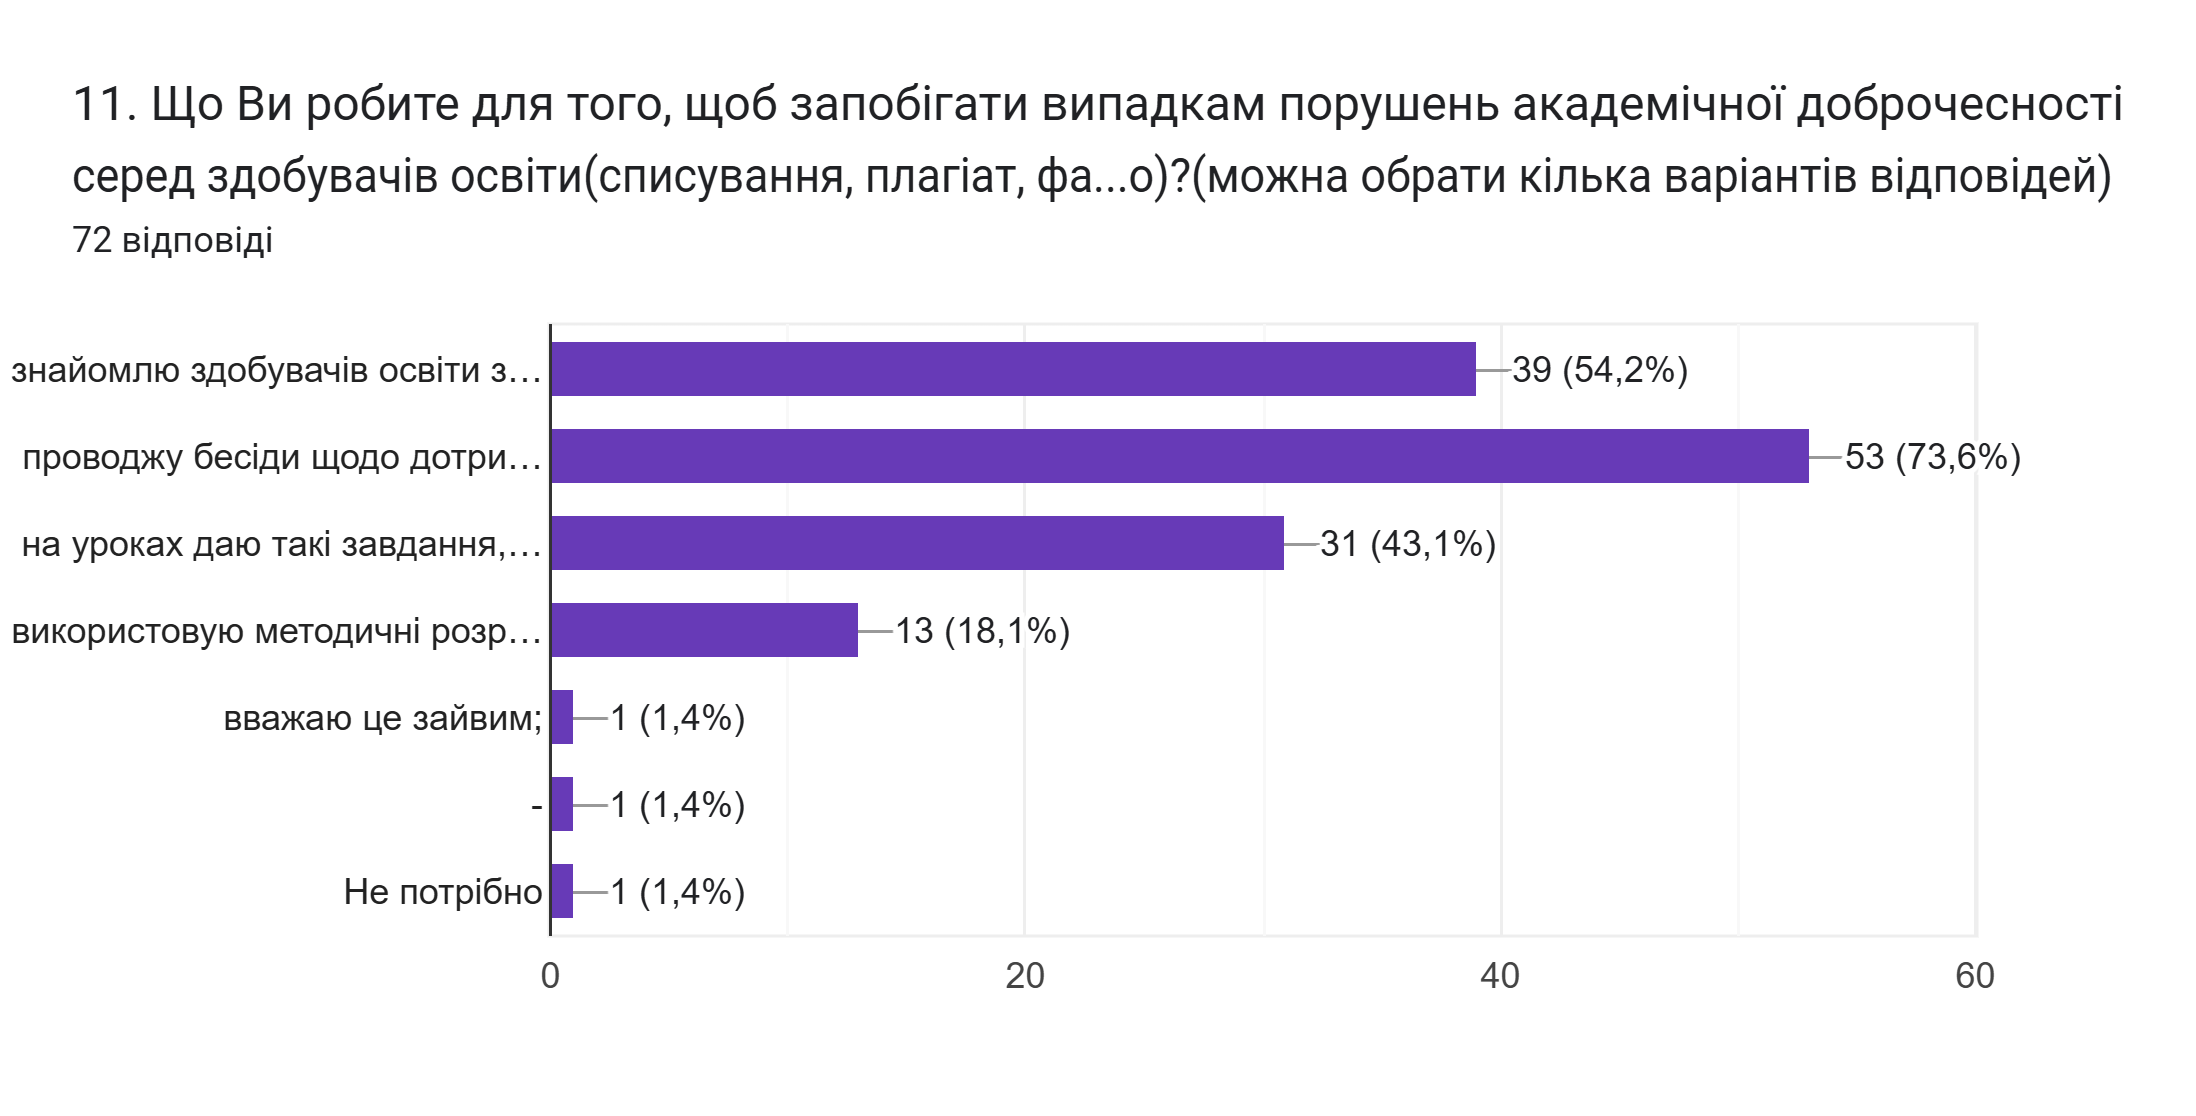 11. Що Ви робите для того, щоб запобігати випадкам порушень академічної доброчесності
серед здобувачів освіти(списування, плагіат, фа...о)?(можна обрати кілька варіантів відповідей)
72 відповіді
знайомлю здобувачів освіти з… 39 (54,2%)
проводжу бесіди щодо дотри… 53 (73,6%)
на уроках даю такі завдання,… 31 (43,1%)
використовую методичні розр… 13 (18,1%)
вважаю це зайвим; 1 (1,4%)
- 1 (1,4%)
Не потрібно 1 (1,4%)
0 20 40 60